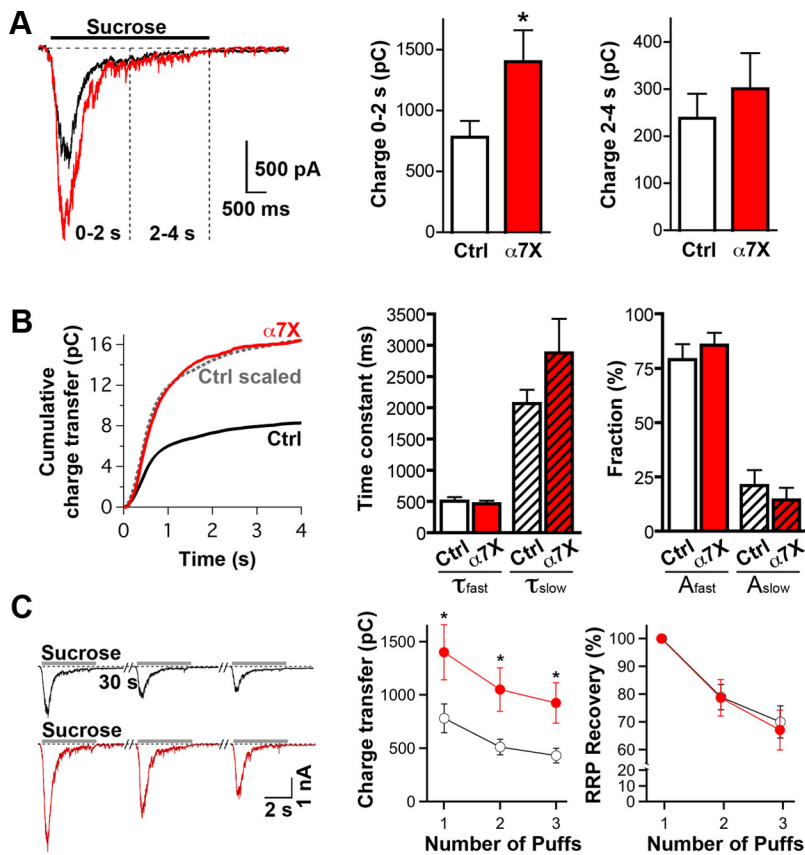 A
Sucrose
500 pA
500 ms
0-2 s
2-4 s
Charge 0-2 s (pC)
1500
1000
500
0
*
Ctrl
α7X
Charge 2-4 s (pC)
400
300
200
100
0
Ctrl
α7X
B
Cumulative
charge transfer (pC)
16
12
8
4
0
α7X
Ctrl scaled
Ctrl
0
1
2
3
4
Time (s)
Time constant (ms)
3500
3000
2500
2000
1500
1000
500
0
Ctrl
α7X
Ctrl
α7X
τfast
τslow
Fraction (%)
100
75
50
25
0
Ctrl
α7X
Ctrl
α7X
Afast
Aslow
C
Sucrose
30 s
Sucrose
2 s
1 nA
Charge transfer (pC)
1500
1000
500
0
*
*
*
1
2
3
Number of Puffs
RRP Recovery (%)
100
90
80
70
60
20
10
0
1
2
3
Number of Puffs